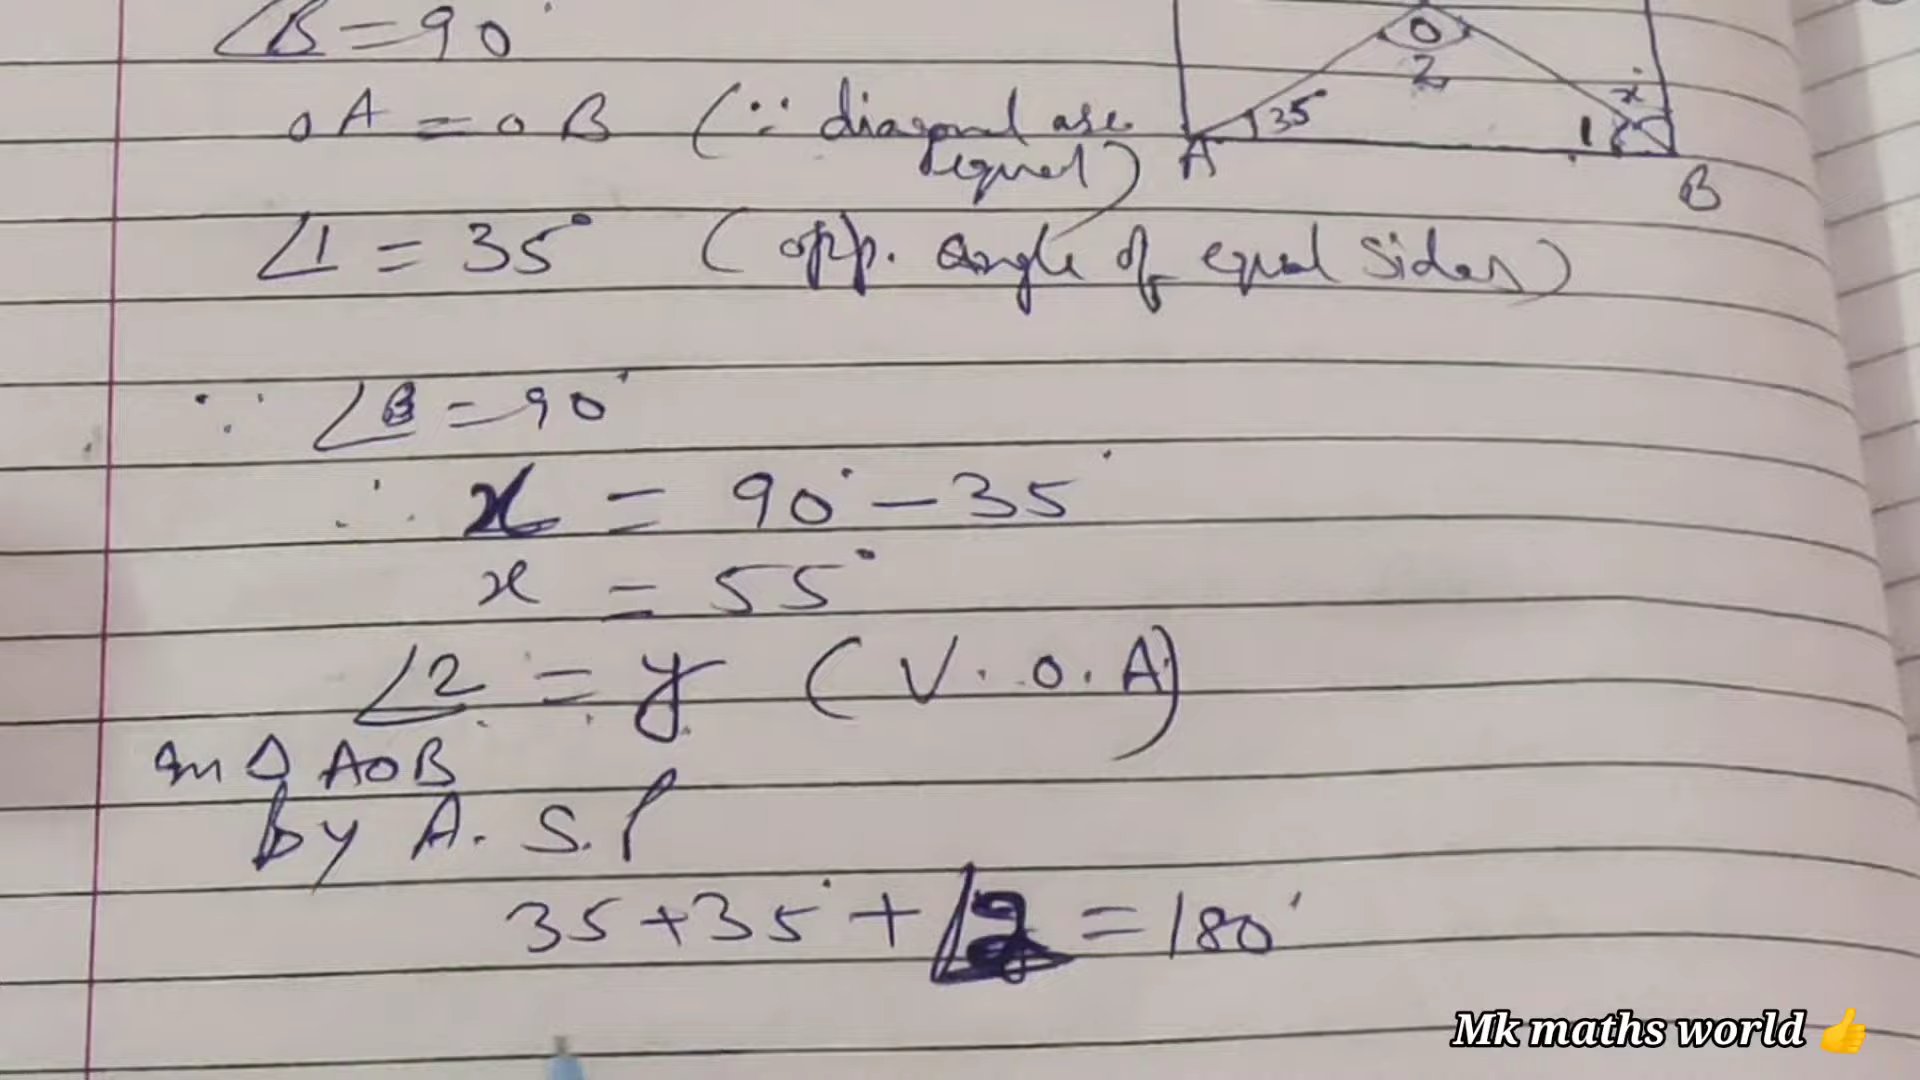 ∠B = 90°
OA = OB (∵ diagonal are
equal)
∠1 = 35° (opp. angle of equal sides)
∵ ∠B = 90°
∴ x = 90° - 35°
x = 55°
∠2 = y (V.O.A)
In △ AOB
by A.S.P
35 + 35° + ∠2 = 180°
O
2
35°
x
1
A
B
Mk maths world 👍